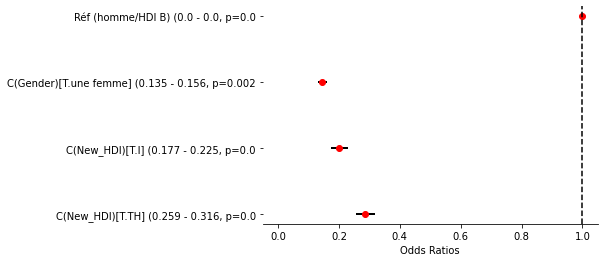 Réf (homme/HDI B) (0.0 - 0.0, p=0.0
C(Gender)[T.une femme] (0.135 - 0.156, p=0.002
C(New_HDI)[T.I] (0.177 - 0.225, p=0.0
C(New_HDI)[T.TH] (0.259 - 0.316, p=0.0
0.0 0.2 0.4 0.6 0.8 1.0
Odds Ratios